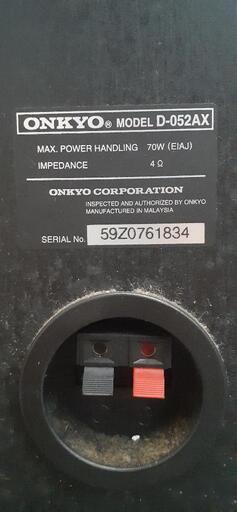 ONKYO® MODEL D-052AX
MAX. POWER HANDLING 70W (EIAJ)
IMPEDANCE 4 Ω
ONKYO CORPORATION
INSPECTED AND AUTHORIZED BY ONKYO
MANUFACTURED IN MALAYSIA
SERIAL No. 59Z0761834